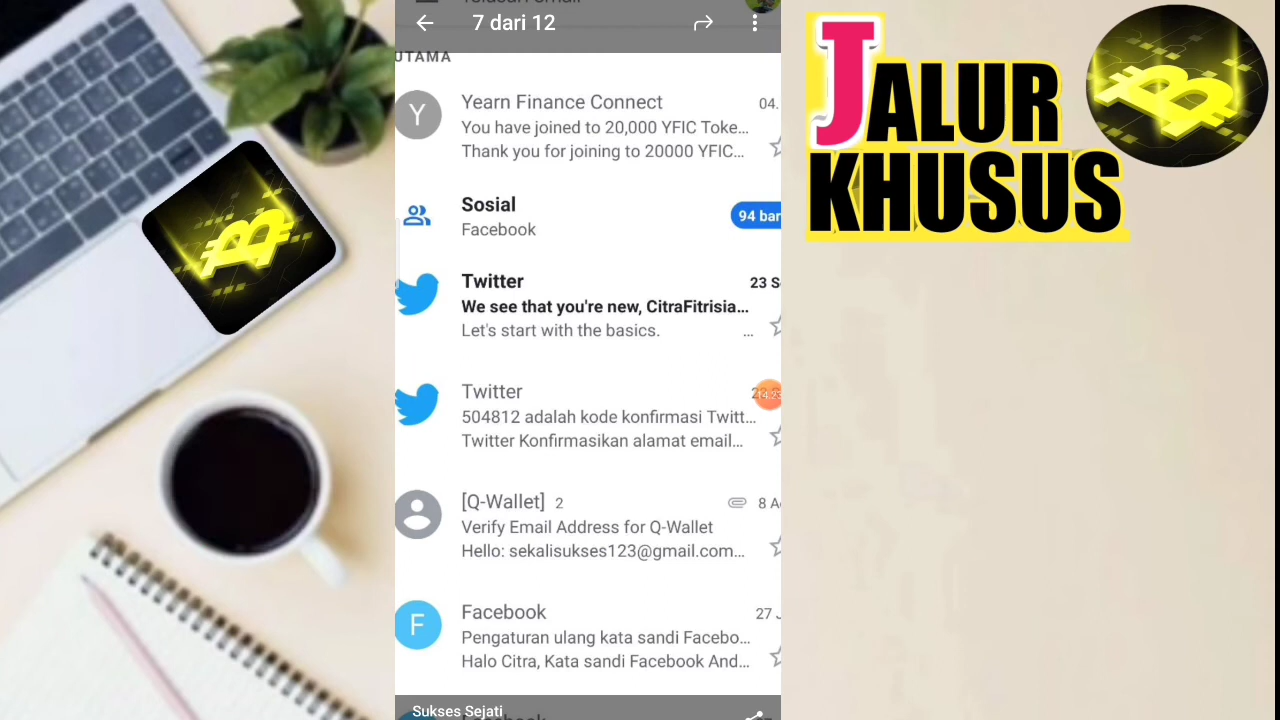 7 dari 12
UTAMA
Y
Yearn Finance Connect
04.
You have joined to 20,000 YFIC Toke...
Thank you for joining to 20000 YFIC...
Sosial
94 bar
Facebook
Twitter
23 S
We see that you're new, CitraFitrisia...
Let's start with the basics. ...
Twitter
504812 adalah kode konfirmasi Twitt...
Twitter Konfirmasikan alamat email...
[Q-Wallet] 2
8 A
Verify Email Address for Q-Wallet
Hello: sekalisukses123@gmail.com...
F
Facebook
27 J
Pengaturan ulang kata sandi Facebo...
Halo Citra, Kata sandi Facebook And...
Sukses Sejati
JALUR
KHUSUS